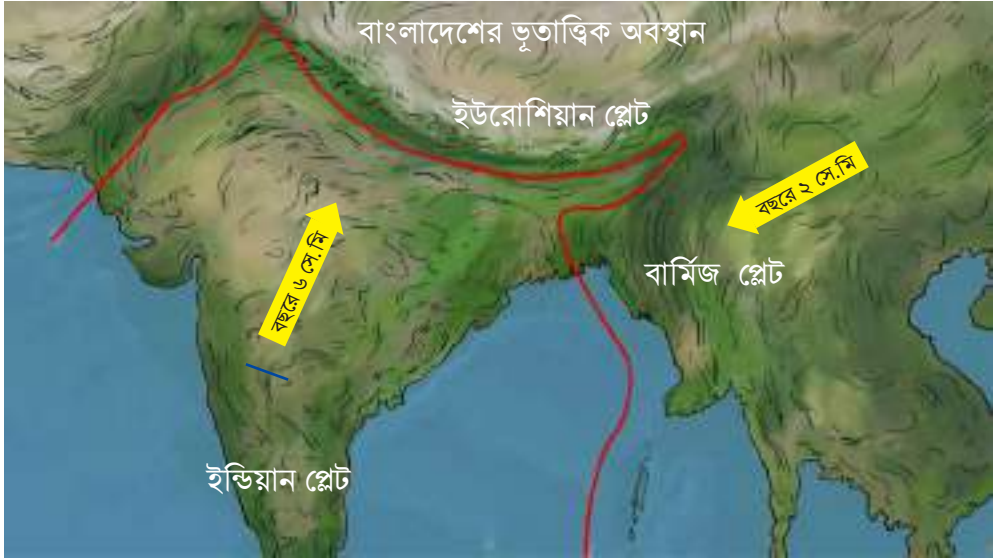 বাংলাদেশের ভূতাত্ত্বিক অবস্থান
ইউরোশিয়ান প্লেট
বছরে ২ সে.মি
বছরে ৬ সে.মি
বার্মিজ প্লেট
ইন্ডিয়ান প্লেট